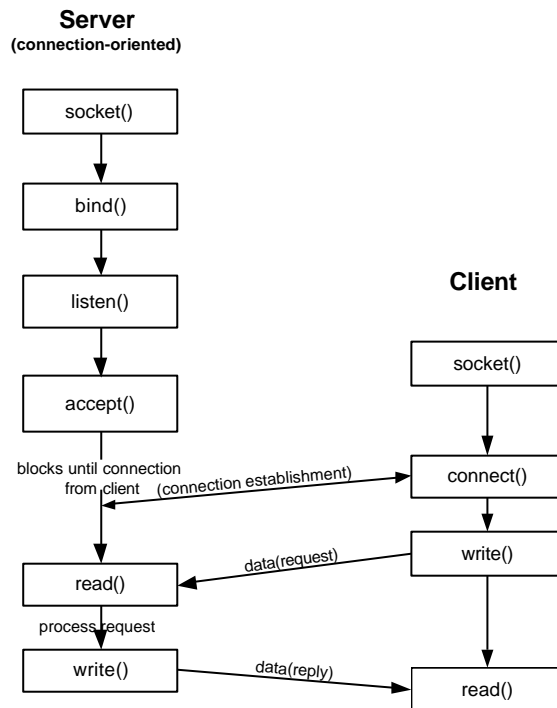 Server
(connection-oriented)
socket()
bind()
listen()
accept()
blocks until connection
from client
read()
process request
write()
(connection establishment)
data(request)
data(reply)
Client
socket()
connect()
write()
read()